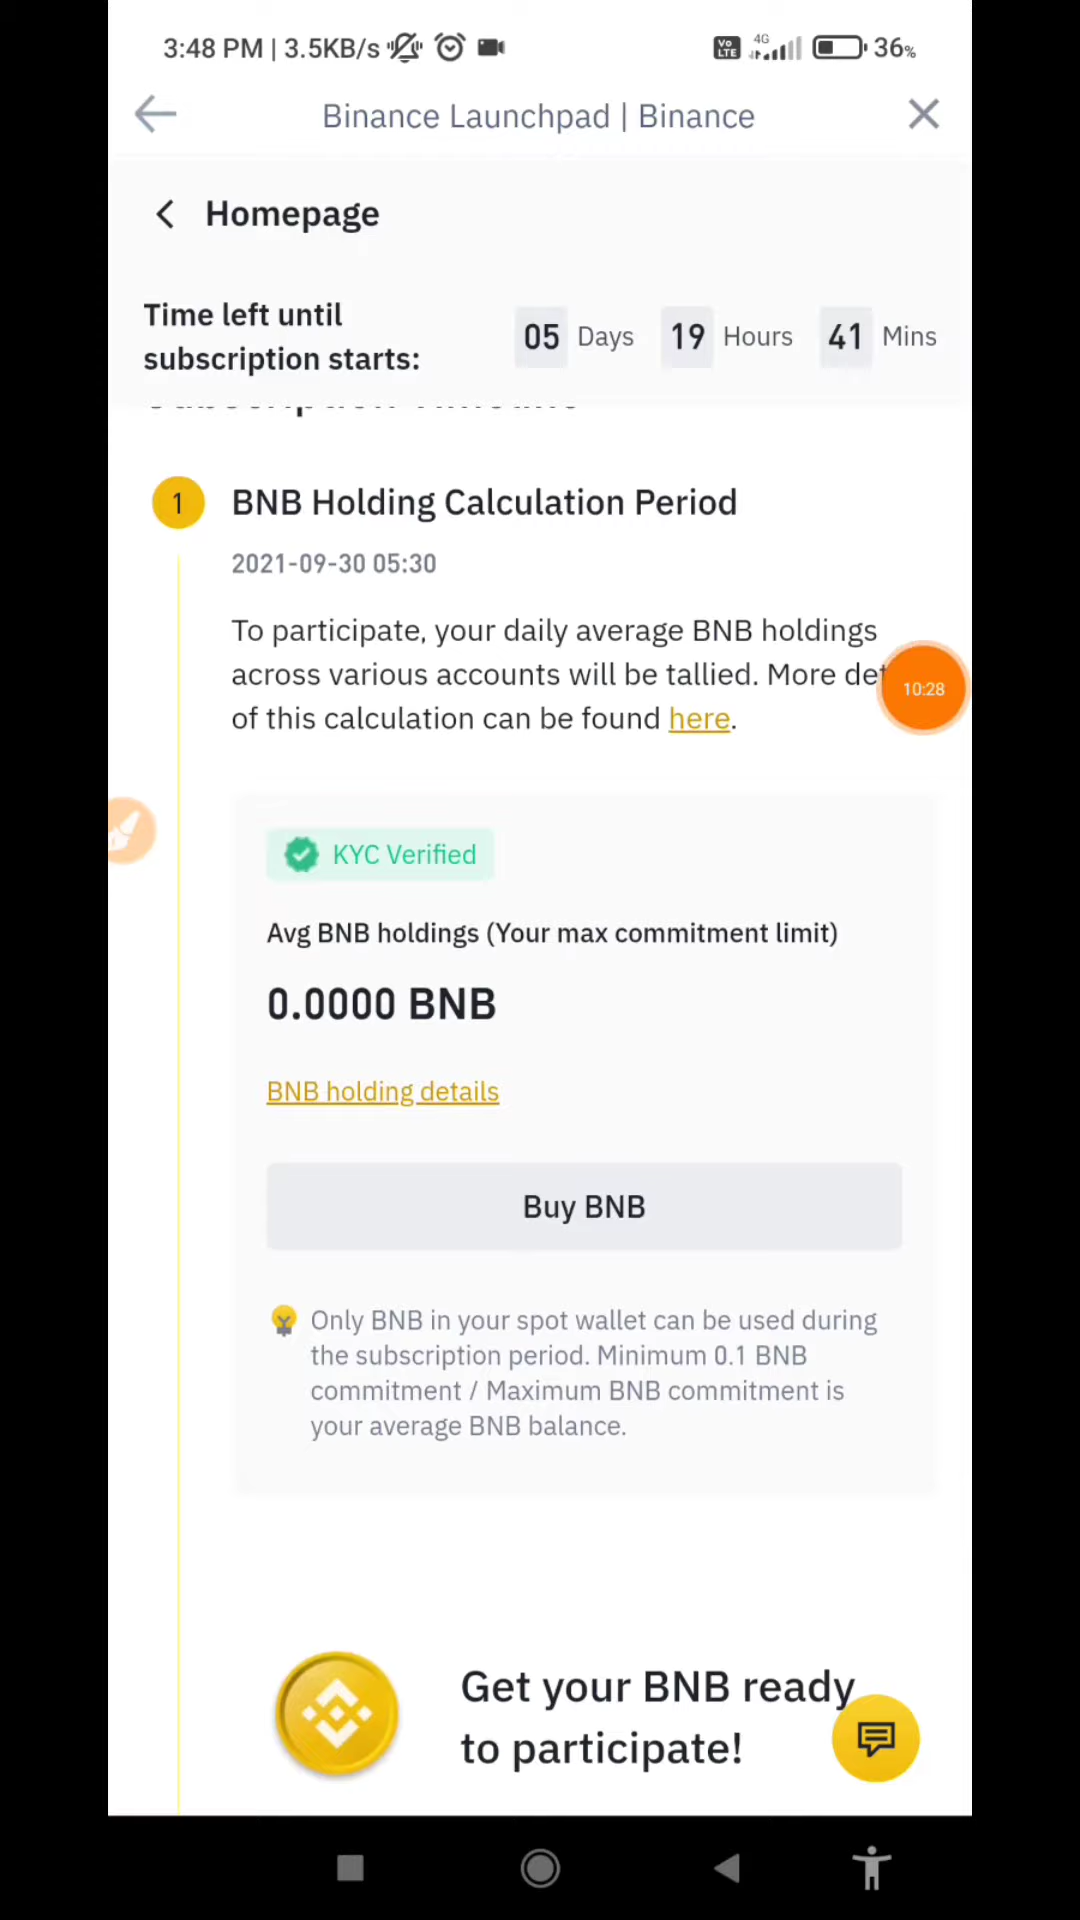 3:48 PM | 3.5KB/s
Vo LTE 4G 36%
Binance Launchpad | Binance
Homepage
Time left until
subscription starts:
05 Days 19 Hours 41 Mins
1 BNB Holding Calculation Period
2021-09-30 05:30
To participate, your daily average BNB holdings
across various accounts will be tallied. More det
of this calculation can be found here.
10:28
KYC Verified
Avg BNB holdings (Your max commitment limit)
0.0000 BNB
BNB holding details
Buy BNB
Only BNB in your spot wallet can be used during
the subscription period. Minimum 0.1 BNB
commitment / Maximum BNB commitment is
your average BNB balance.
Get your BNB ready
to participate!